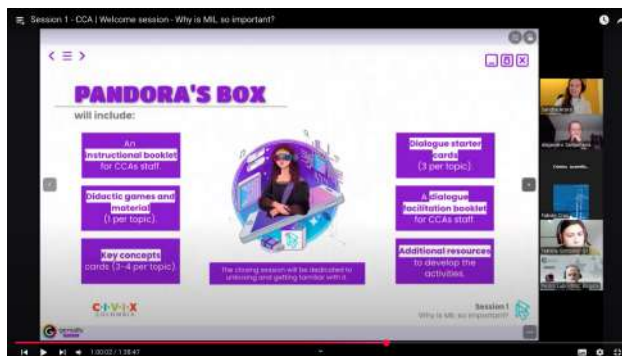 Session 1 - CCA | Welcome session - Why is MIL so important?
PANDORA'S BOX
will include:
An
instructional booklet
for CCAs staff.
Didactic games and
material
(1 per topic).
Key concepts
cards (3-4 per topic).
The closing session will be dedicated to
unboxing and getting familiar with it.
Dialogue starter
cards
(3 per topic).
A dialogue
facilitation booklet
for CCAs staff.
Additional resources
to develop the
activities.
CIVIX
COLOMBIA
Session 1
Why is MIL so important?
genially
1:00:02 / 1:38:47